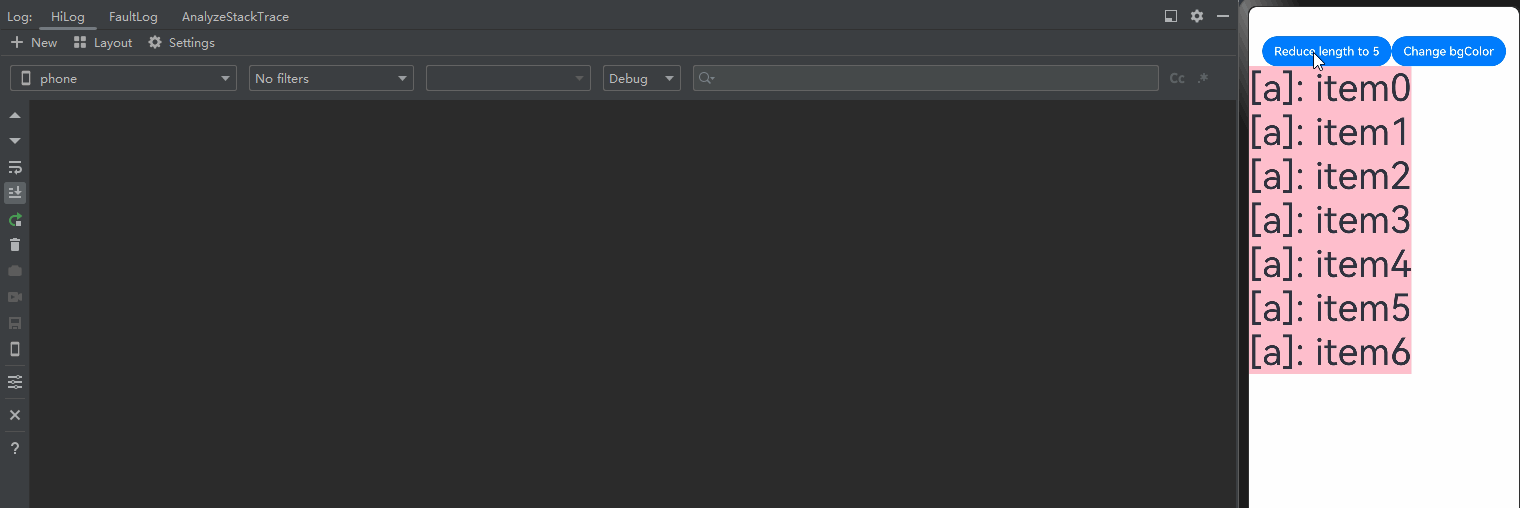 Log: HiLog FaultLog AnalyzeStackTrace
New Layout Settings
phone No filters Debug Cc .*
?
Reduce length to 5 Change bgColor
[a]: item0
[a]: item1
[a]: item2
[a]: item3
[a]: item4
[a]: item5
[a]: item6